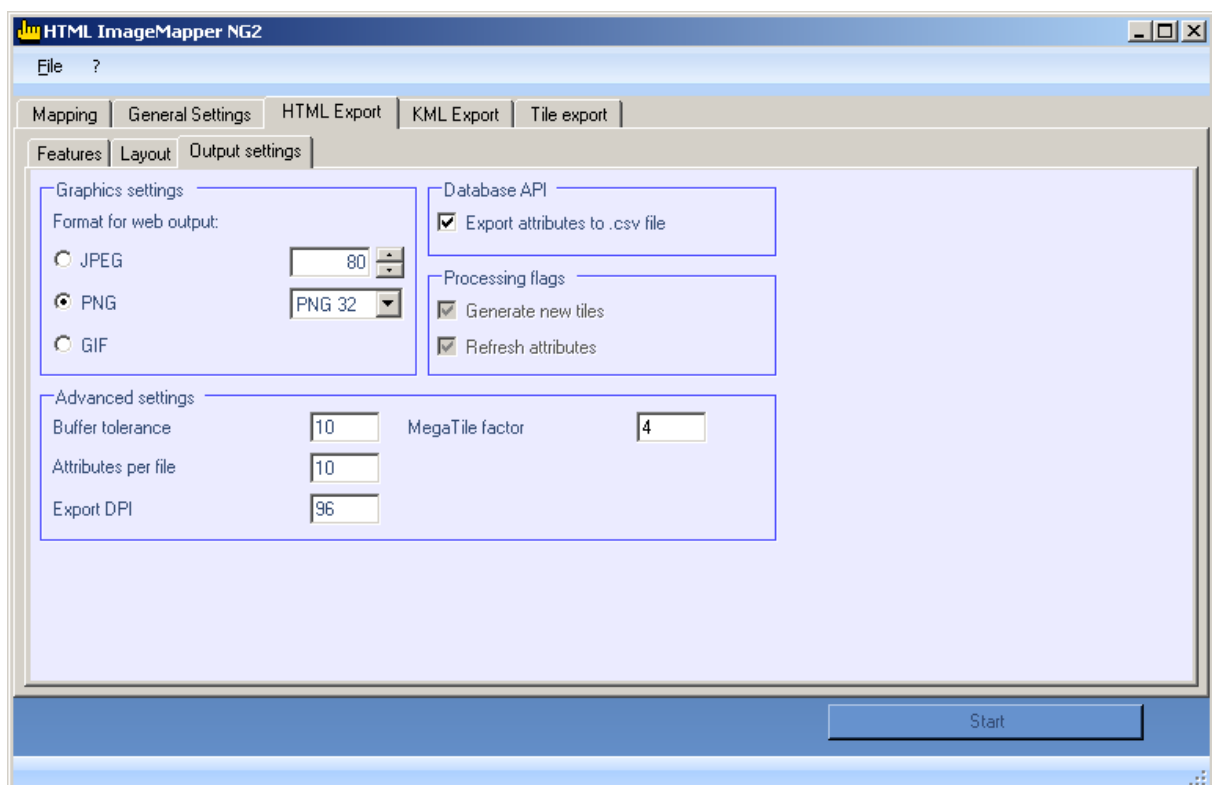 HTML ImageMapper NG2
File ?
Mapping General Settings HTML Export KML Export Tile export
Features Layout Output settings
Graphics settings
Format for web output:
JPEG 80
PNG PNG 32
GIF
Database API
Export attributes to .csv file
Processing flags
Generate new tiles
Refresh attributes
Advanced settings
Buffer tolerance 10 MegaTile factor 4
Attributes per file 10
Export DPI 96
Start